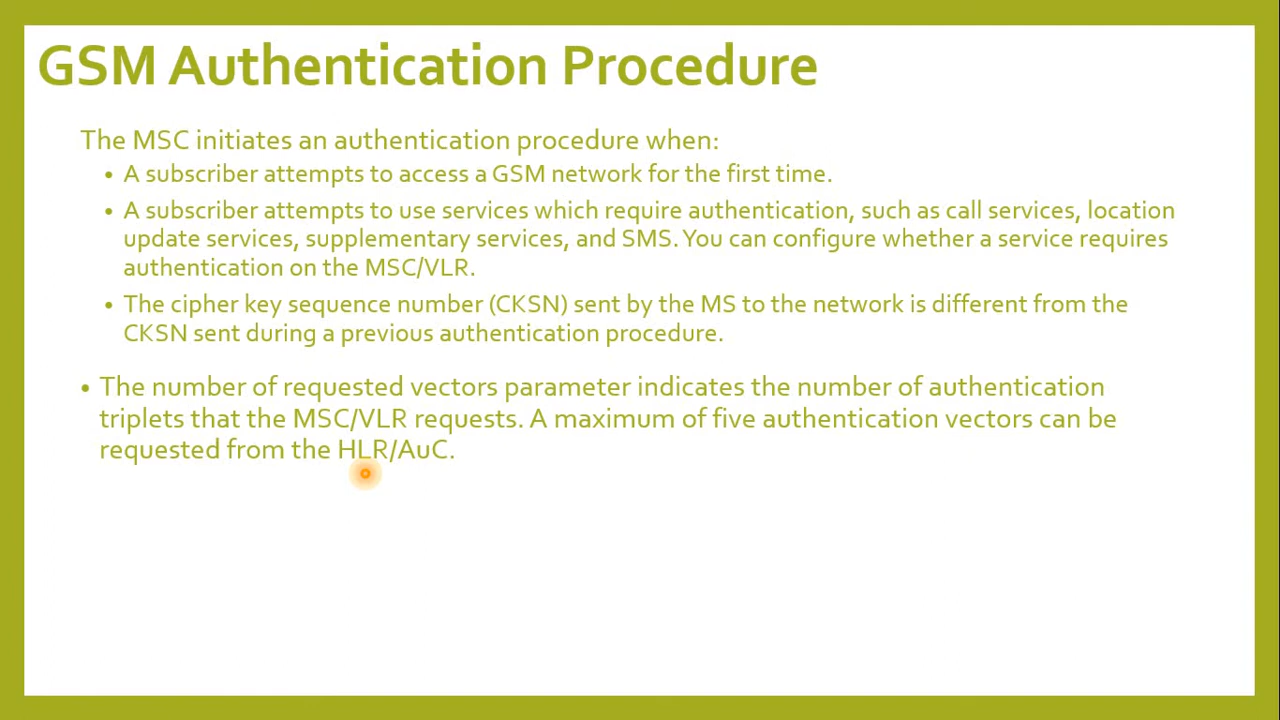 GSM Authentication Procedure
The MSC initiates an authentication procedure when:
• A subscriber attempts to access a GSM network for the first time.
• A subscriber attempts to use services which require authentication, such as call services, location
update services, supplementary services, and SMS. You can configure whether a service requires
authentication on the MSC/VLR.
• The cipher key sequence number (CKSN) sent by the MS to the network is different from the
CKSN sent during a previous authentication procedure.
• The number of requested vectors parameter indicates the number of authentication
triplets that the MSC/VLR requests. A maximum of five authentication vectors can be
requested from the HLR/AuC.